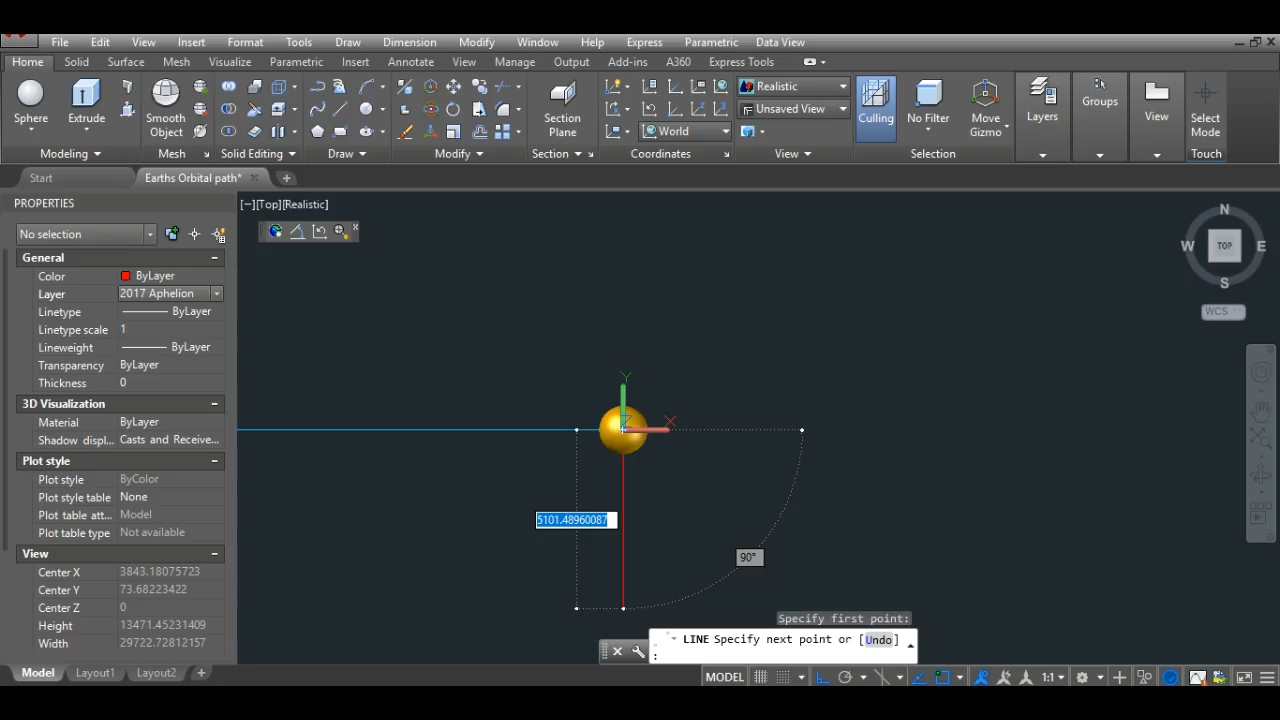 File Edit View Insert Format Tools Draw Dimension Modify Window Help Express Parametric Data View
Home Solid Surface Mesh Visualize Parametric Insert Annotate View Manage Output Add-ins A360 Express Tools
Realistic
Unsaved View
World
Sphere Extrude Smooth Object Section Plane Culling No Filter Move Gizmo Layers Groups View Select Mode
Modeling Mesh Solid Editing Draw Modify Section Coordinates View Selection Touch
Start Earths Orbital path* +
PROPERTIES
No selection
General
Color ByLayer
Layer 2017 Aphelion
Linetype ByLayer
Linetype scale 1
Lineweight ByLayer
Transparency ByLayer
Thickness 0
3D Visualization
Material ByLayer
Shadow displ... Casts and Receive...
Plot style
Plot style ByColor
Plot style table None
Plot table att... Model
Plot table type Not available
View
Center X 3843.18075723
Center Y 73.68223422
Center Z 0
Height 13471.45231409
Width 29722.72812157
[−][Top][Realistic]
N
W TOP E
S
WCS
Y
Z X
5101.48960087
90°
Specify first point:
LINE Specify next point or [Undo]
:
Model Layout1 Layout2 +
MODEL 1:1